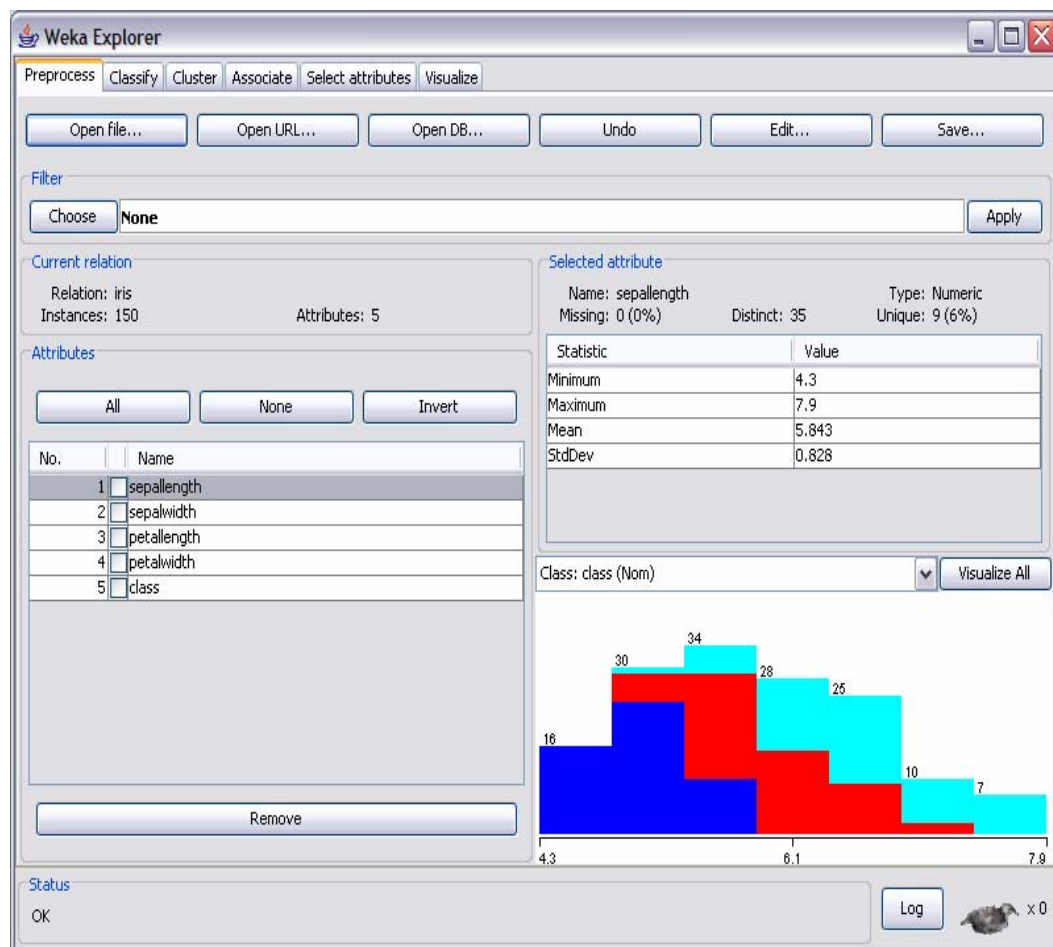 Weka Explorer
Preprocess Classify Cluster Associate Select attributes Visualize
Open file... Open URL... Open DB... Undo Edit... Save...
Filter
Choose None Apply
Current relation
Relation: iris
Instances: 150 Attributes: 5
Attributes
All None Invert
No. Name
1 sepallength
2 sepalwidth
3 petallength
4 petalwidth
5 class
Remove
Selected attribute
Name: sepallength Type: Numeric
Missing: 0 (0%) Distinct: 35 Unique: 9 (6%)
Statistic Value
Minimum 4.3
Maximum 7.9
Mean 5.843
StdDev 0.828
Class: class (Nom) Visualize All
16 30 34 28 25 10 7
4.3 6.1 7.9
Status
OK
Log x 0